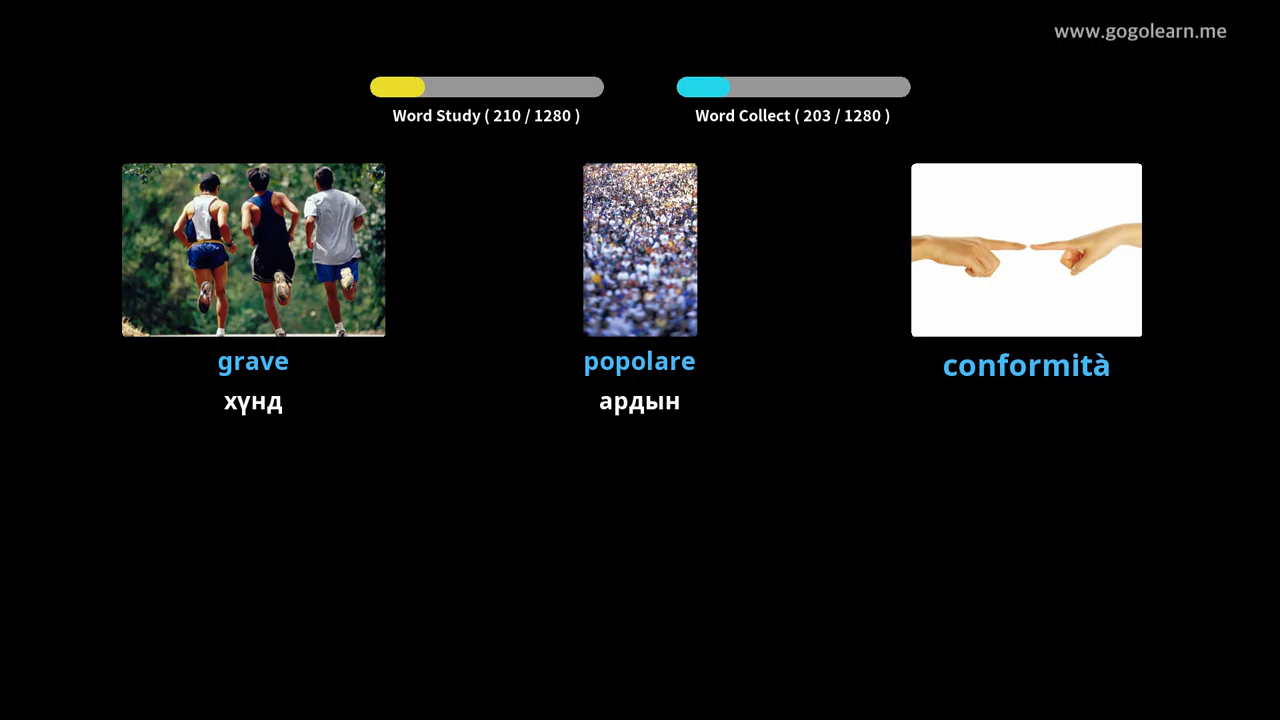 www.gogolearn.me
Word Study ( 210 / 1280 )
Word Collect ( 203 / 1280 )
grave
хүнд
popolare
ардын
conformità